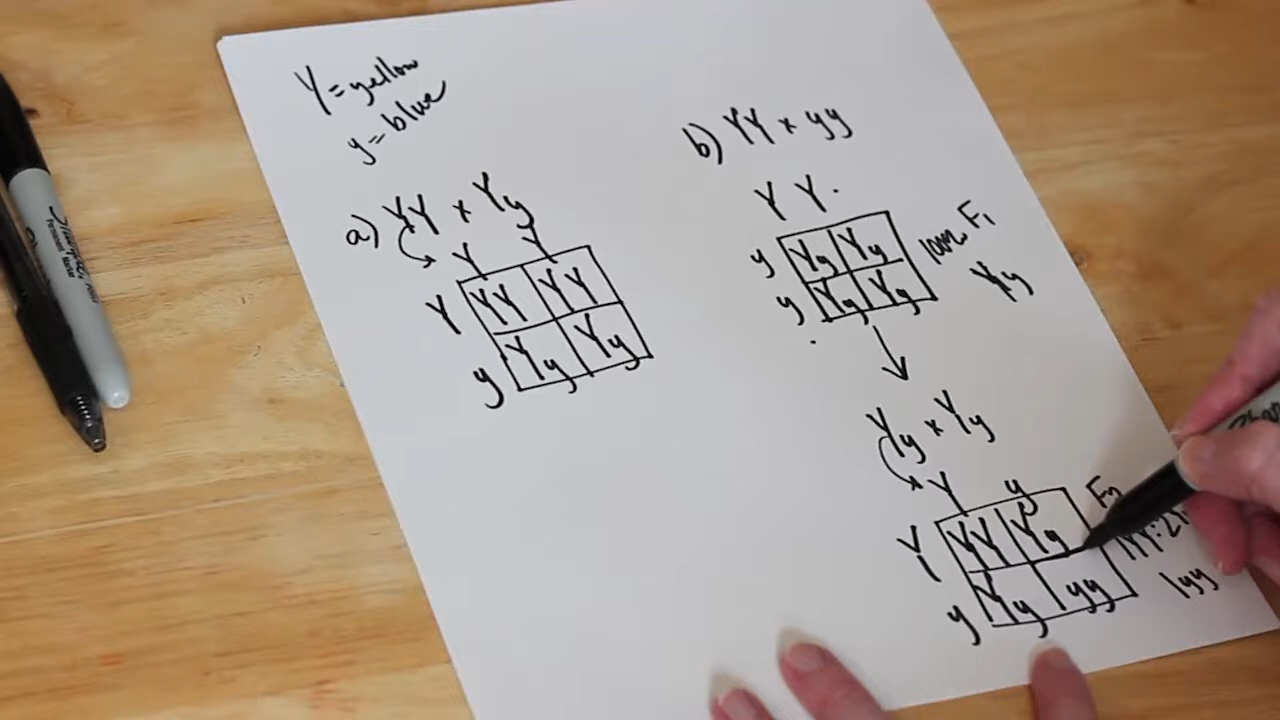 Y = yellow
y = blue
a) YY × Yy
Y Y
Y YY YY
y Yy Yy
b) YY × yy
Y Y
y Yy Yy
y Yy Yy
100% F1
Yy
Yy × Yy
Y y
Y YY Yy
y Yy yy
1yy
Sharpie